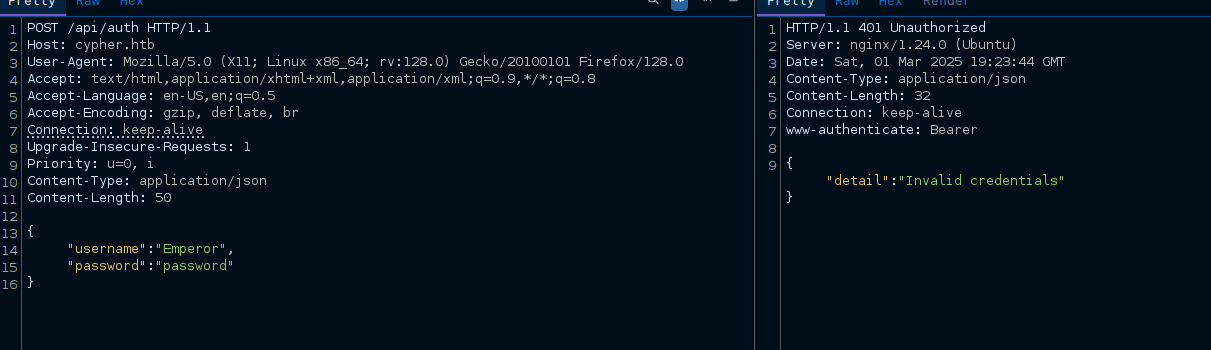 Pretty Raw Hex
1 POST /api/auth HTTP/1.1
2 Host: cypher.htb
3 User-Agent: Mozilla/5.0 (X11; Linux x86_64; rv:128.0) Gecko/20100101 Firefox/128.0
4 Accept: text/html,application/xhtml+xml,application/xml;q=0.9,*/*;q=0.8
5 Accept-Language: en-US,en;q=0.5
6 Accept-Encoding: gzip, deflate, br
7 Connection: keep-alive
8 Upgrade-Insecure-Requests: 1
9 Priority: u=0, i
10 Content-Type: application/json
11 Content-Length: 50
12
13 {
14 "username":"Emperor",
15 "password":"password"
16 }
Pretty Raw Hex Render
1 HTTP/1.1 401 Unauthorized
2 Server: nginx/1.24.0 (Ubuntu)
3 Date: Sat, 01 Mar 2025 19:23:44 GMT
4 Content-Type: application/json
5 Content-Length: 32
6 Connection: keep-alive
7 www-authenticate: Bearer
8
9 {
"detail":"Invalid credentials"
}